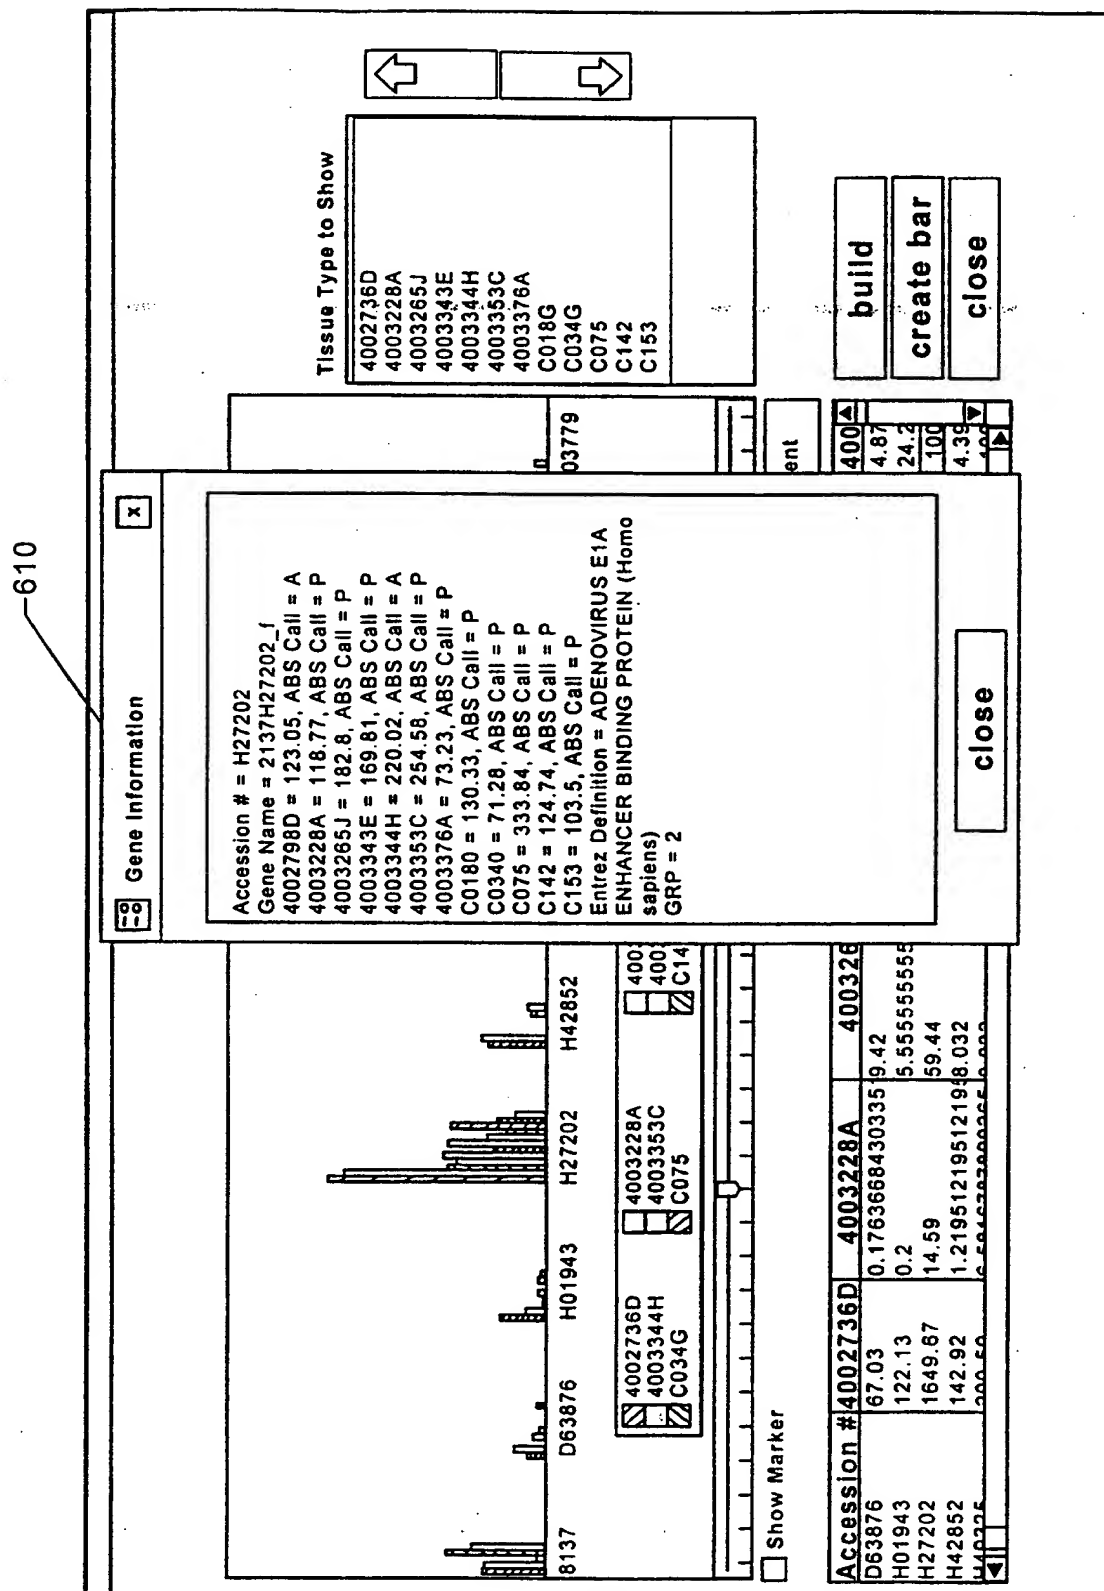 610
Gene Information
x
Accession # = H27202
Gene Name = 2137H27202_f
4002798D = 123.05, ABS Call = A
4003228A = 118.77, ABS Call = P
4003265J = 182.8, ABS Call = P
4003343E = 169.81, ABS Call = P
4003344H = 220.02, ABS Call = A
4003353C = 254.58, ABS Call = P
4003376A = 73.23, ABS Call = P
C0180 = 130.33, ABS Call = P
C0340 = 71.28, ABS Call = P
C075 = 333.84, ABS Call = P
C142 = 124.74, ABS Call = P
C153 = 103.5, ABS Call = P
Entrez Definition = ADENOVIRUS E1A
ENHANCER BINDING PROTEIN (Homo
sapiens)
GRP = 2
close
Tissue Type to Show
4002736D
4003228A
4003265J
4003343E
4003344H
4003353C
4003376A
C018G
C034G
C075
C142
C153
8137 D63876 H01943 H27202 H42852 03779
4002736D 4003228A 400
4003344H 4003353C 400
C034G C075 C14
Show Marker
ent
build
create bar
close
Accession # 4002736D 4003228A 400326 400
D63876 67.03 0.1763668430335 9.42 4.87
H01943 122.13 0.2 5.5555555555 24.2
H27202 1649.67 14.59 59.44 100
H42852 142.92 1.2195121951219512195 8.032 4.39